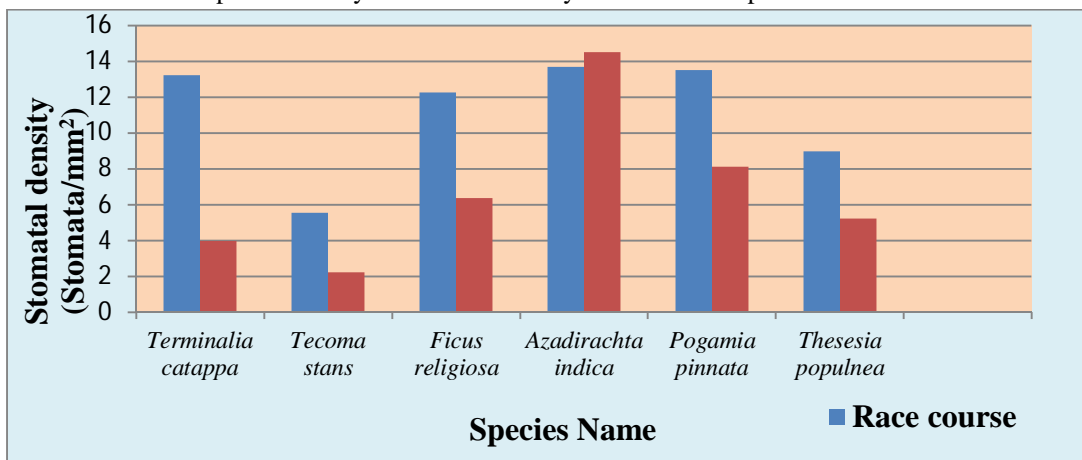 16
14
12
10
8
6
4
2
0
Stomatal density
(Stomata/mm²)
Terminalia catappa
Tecoma stans
Ficus religiosa
Azadirachta indica
Pogamia pinnata
Thesesia populnea
Species Name
Race course